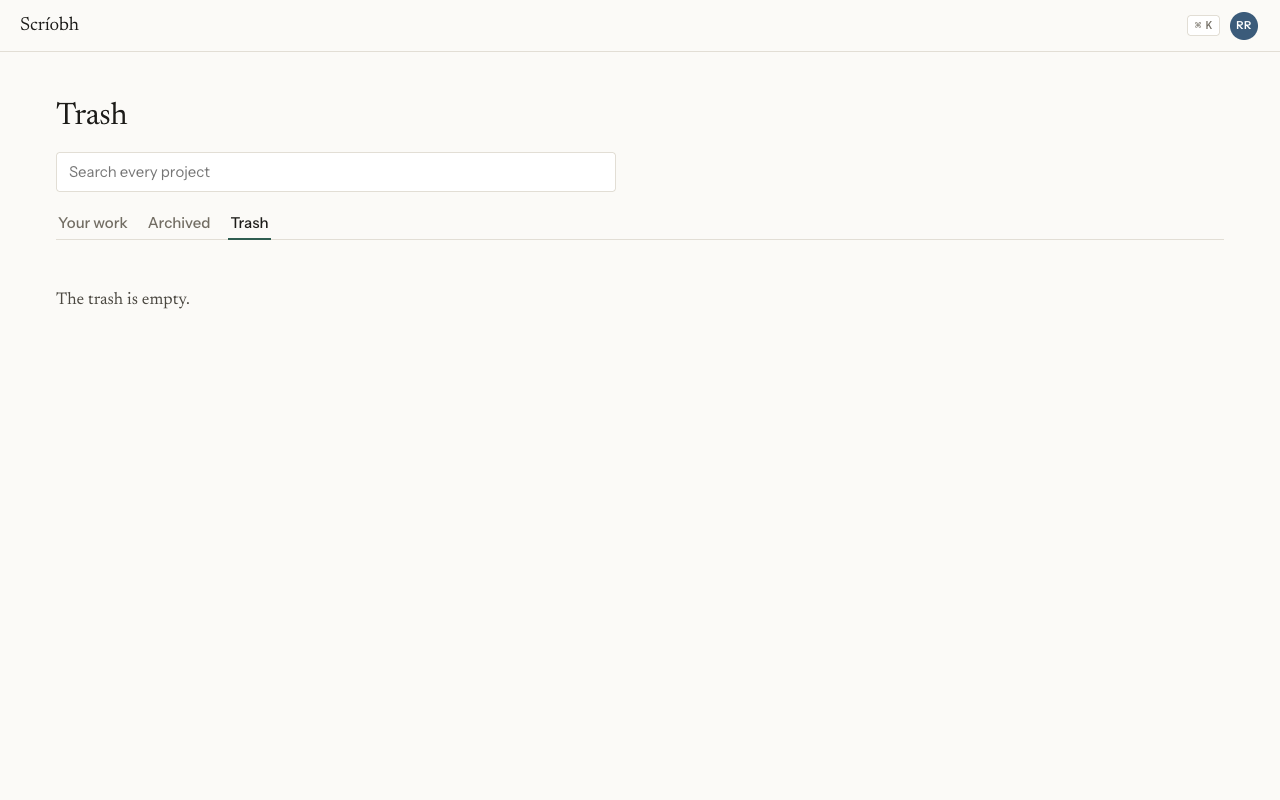 Scríobh
⌘ K
RR
Trash
Search every project
Your work
Archived
Trash
The trash is empty.